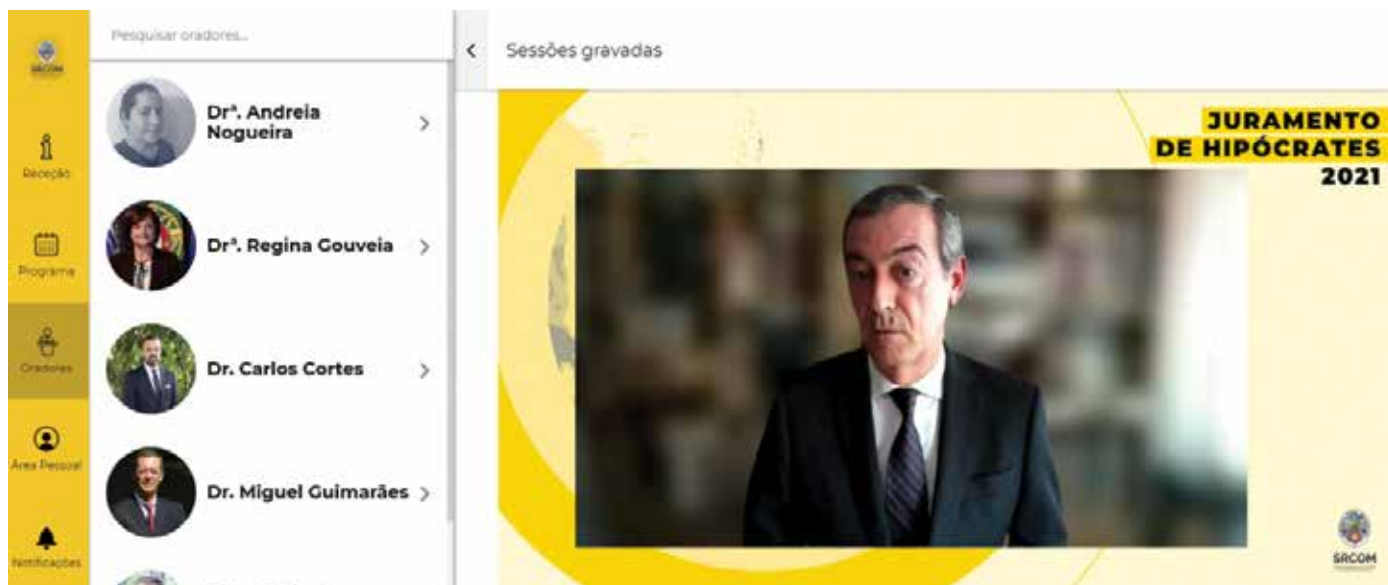 SRCOM
Receção
Programa
Oradores
Área Pessoal
Notificações
Pesquisar oradores...
Drª. Andreia
Nogueira
Drª. Regina Gouveia
Dr. Carlos Cortes
Dr. Miguel Guimarães
Sessões gravadas
JURAMENTO
DE HIPÓCRATES
2021
SRCOM